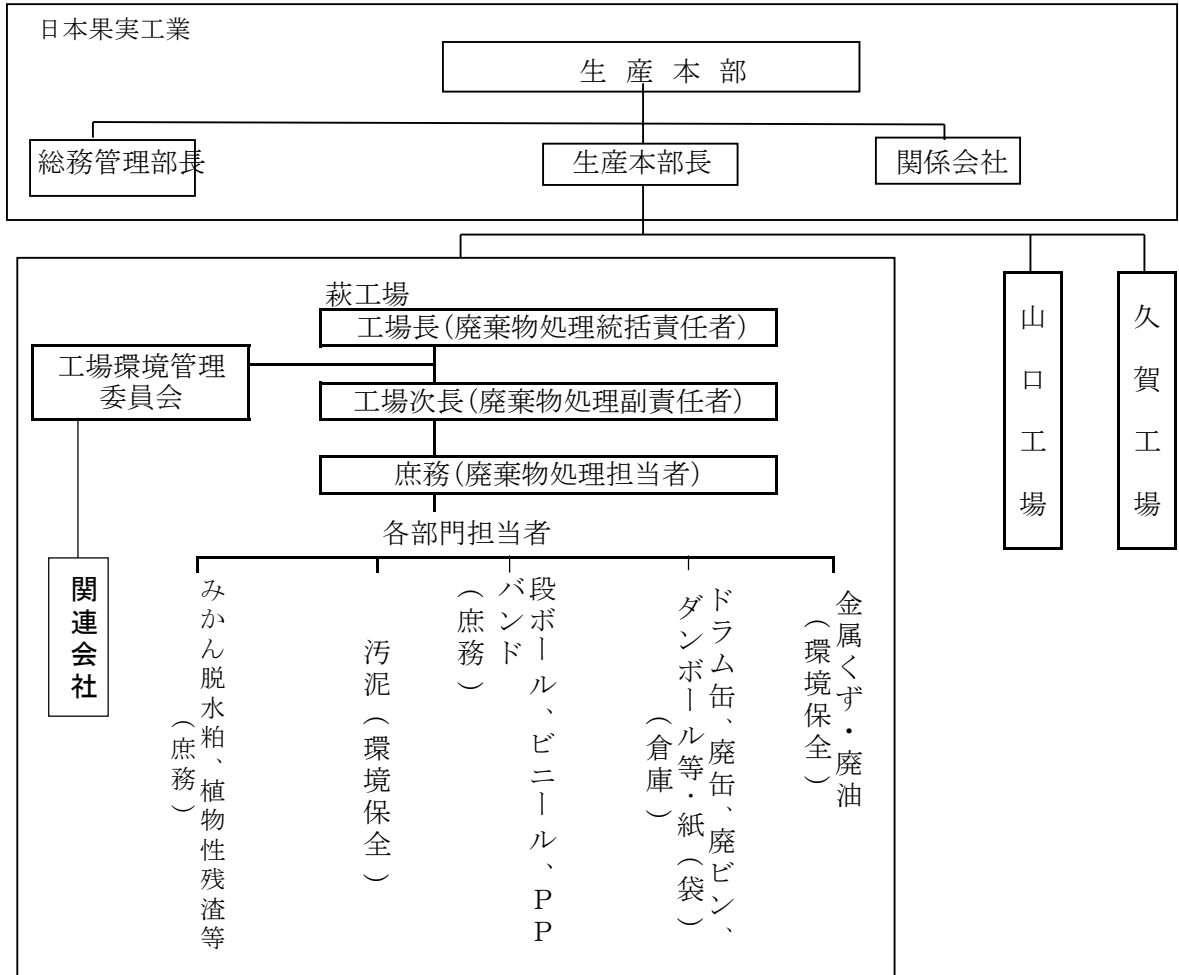 日本果実工業
生産本部
総務管理部長
生産本部長
関係会社
萩工場
工場長(廃棄物処理統括責任者)
工場環境管理
委員会
工場次長(廃棄物処理副責任者)
庶務(廃棄物処理担当者)
各部門担当者
関連会社
みかん脱水粕、植物性残渣等
(庶務)
汚泥(環境保全)
段ボール、ビニール、PP
バンド
(庶務)
ドラム缶、廃缶、廃ビン、
ダンボール等・紙(袋)
(倉庫)
金属くず・廃油
(環境保全)
山口工場
久賀工場